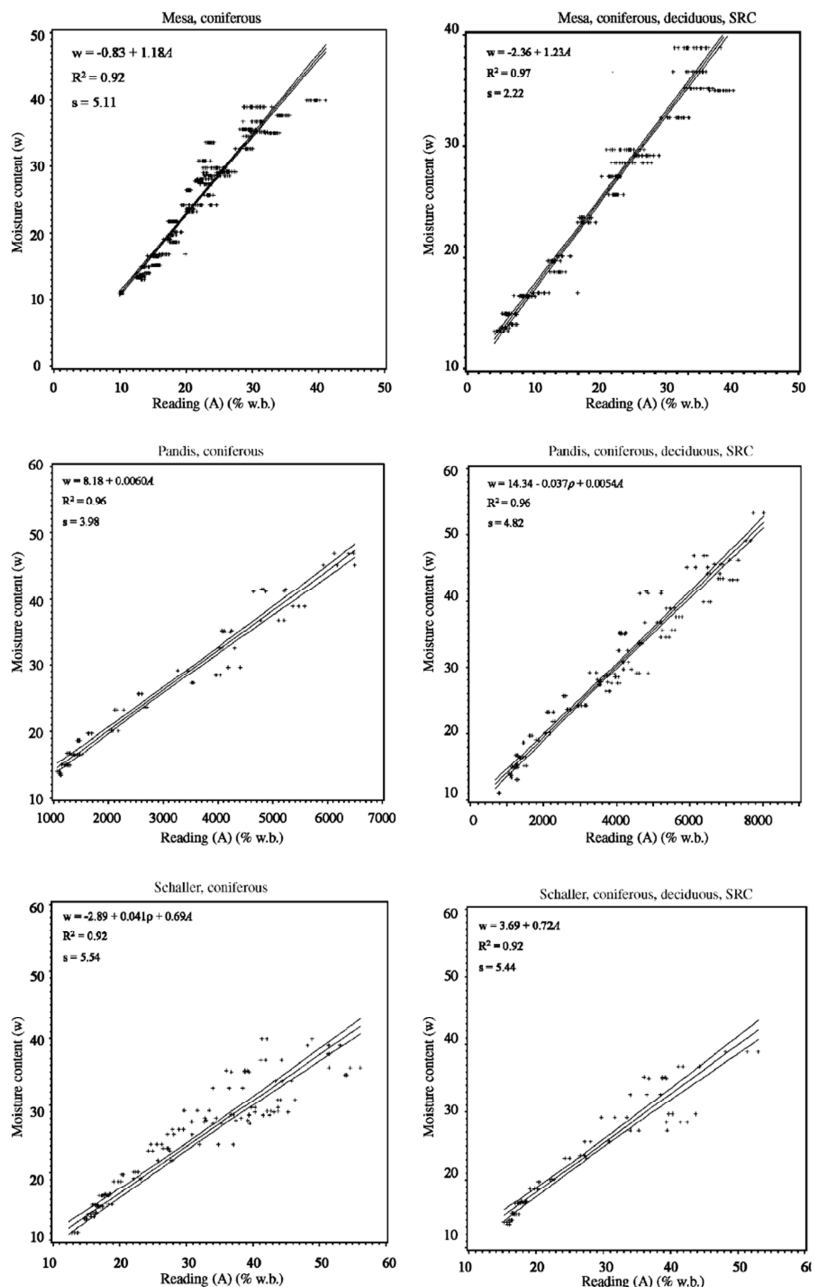 Mesa, coniferous
w = -0.83 + 1.18A
R² = 0.92
s = 5.11
Moisture content (w)
50
40
30
20
10
0
0 10 20 30 40 50
Reading (A) (% w.b.)
Mesa, coniferous, deciduous, SRC
w = -2.36 + 1.23A
R² = 0.97
s = 2.22
Moisture content (w)
40
30
20
10
0 10 20 30 40 50
Reading (A) (% w.b.)
Pandis, coniferous
w = 8.18 + 0.0060A
R² = 0.96
s = 3.98
Moisture content (w)
60
50
40
30
20
10
1000 2000 3000 4000 5000 6000 7000
Reading (A) (% w.b.)
Pandis, coniferous, deciduous, SRC
w = 14.34 - 0.037ρ + 0.0054A
R² = 0.96
s = 4.82
Moisture content (w)
60
50
40
30
20
10
0 2000 4000 6000 8000
Reading (A) (% w.b.)
Schaller, coniferous
w = -2.89 + 0.041ρ + 0.69A
R² = 0.92
s = 5.54
Moisture content (w)
60
50
40
30
20
10
10 20 30 40 50 60
Reading (A) (% w.b.)
Schaller, coniferous, deciduous, SRC
w = 3.69 + 0.72A
R² = 0.92
s = 5.44
Moisture content (w)
60
50
40
30
20
10
10 20 30 40 50 60
Reading (A) (% w.b.)